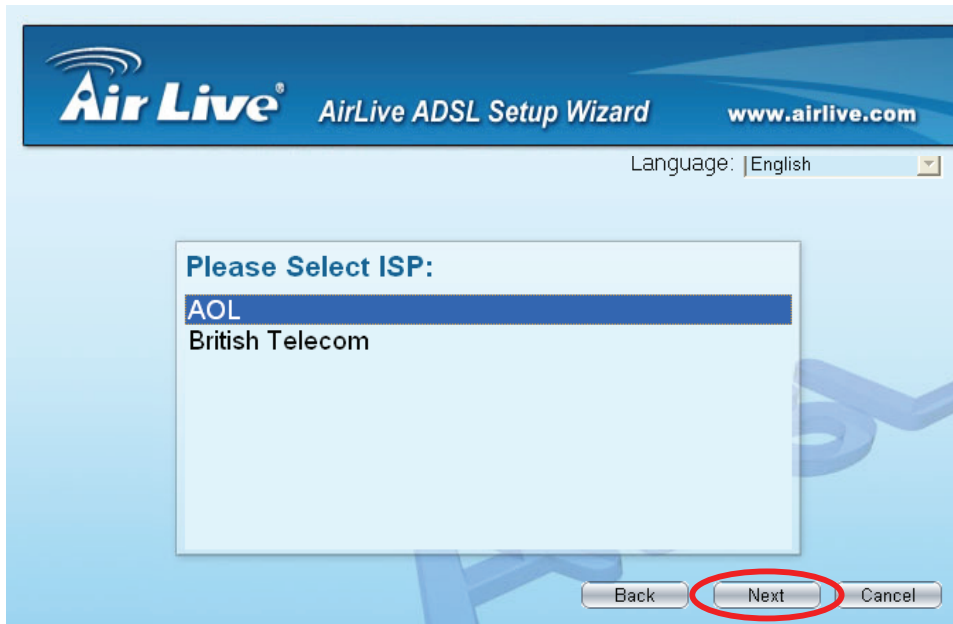 Air Live® AirLive ADSL Setup Wizard www.airlive.com
Language: English
Please Select ISP:
AOL
British Telecom
Back Next Cancel